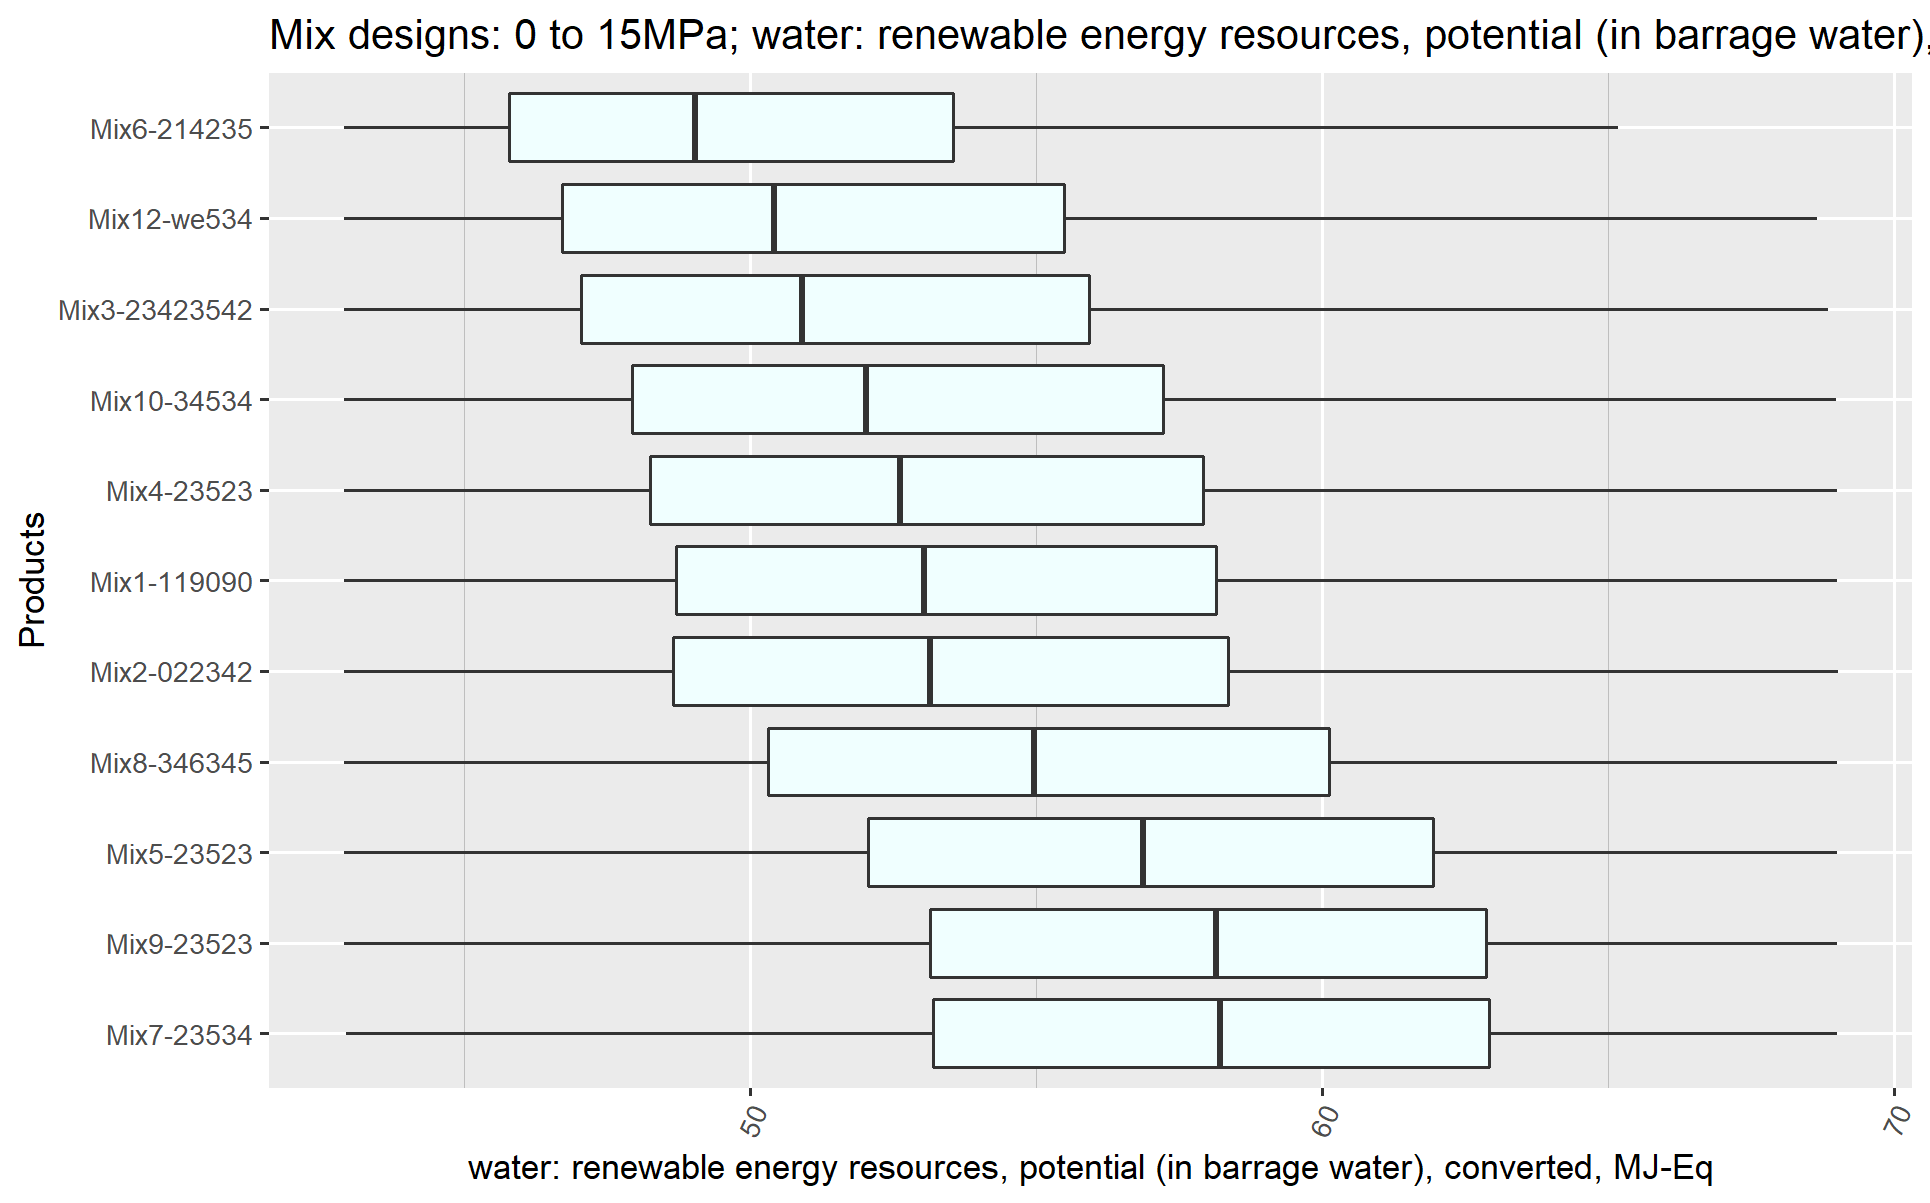 Mix designs: 0 to 15MPa; water: renewable energy resources, potential (in barrage water),
Products
Mix6-214235
Mix12-we534
Mix3-23423542
Mix10-34534
Mix4-23523
Mix1-119090
Mix2-022342
Mix8-346345
Mix5-23523
Mix9-23523
Mix7-23534
50
60
70
water: renewable energy resources, potential (in barrage water), converted, MJ-Eq